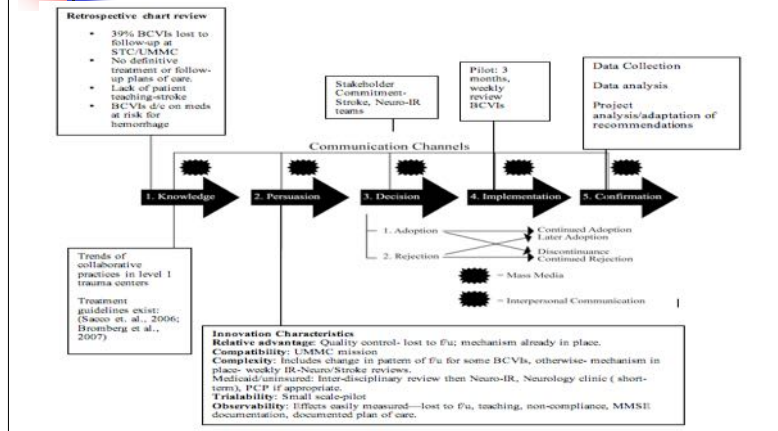 Retrospective chart review
• 39% BCVIs lost to
follow-up at
STC/UMMC
• No definitive
treatment or follow-
up plans of care.
• Lack of patient
teaching-stroke
• BCVIs d/c on meds
at risk for
hemorrhage
Stakeholder
Commitment-
Stroke, Neuro-IR
teams
Pilot: 3
months,
weekly
review
BCVIs
Data Collection
Data analysis
Project
analysis/adaptation of
recommendations
Communication Channels
1. Knowledge
2. Persuasion
3. Decision
4. Implementation
5. Confirmation
1. Adoption
2. Rejection
Continued Adoption
Later Adoption
Discontinuance
Continued Rejection
= Mass Media
= Interpersonal Communication
Trends of
collaborative
practices in level 1
trauma centers
Treatment
guidelines exist:
(Sacco et. al., 2006;
Bromberg et al.,
2007)
Innovation Characteristics
Relative advantage: Quality control- lost to f/u; mechanism already in place.
Compatibility: UMMC mission
Complexity: Includes change in pattern of f/u for some BCVIs, otherwise- mechanism in
place- weekly IR-Neuro/Stroke reviews.
Medicaid/uninsured: Inter-disciplinary review then Neuro-IR, Neurology clinic ( short-
term), PCP if appropriate.
Trialability: Small scale-pilot
Observability: Effects easily measured—lost to f/u, teaching, non-compliance, MMSE
documentation, documented plan of care.